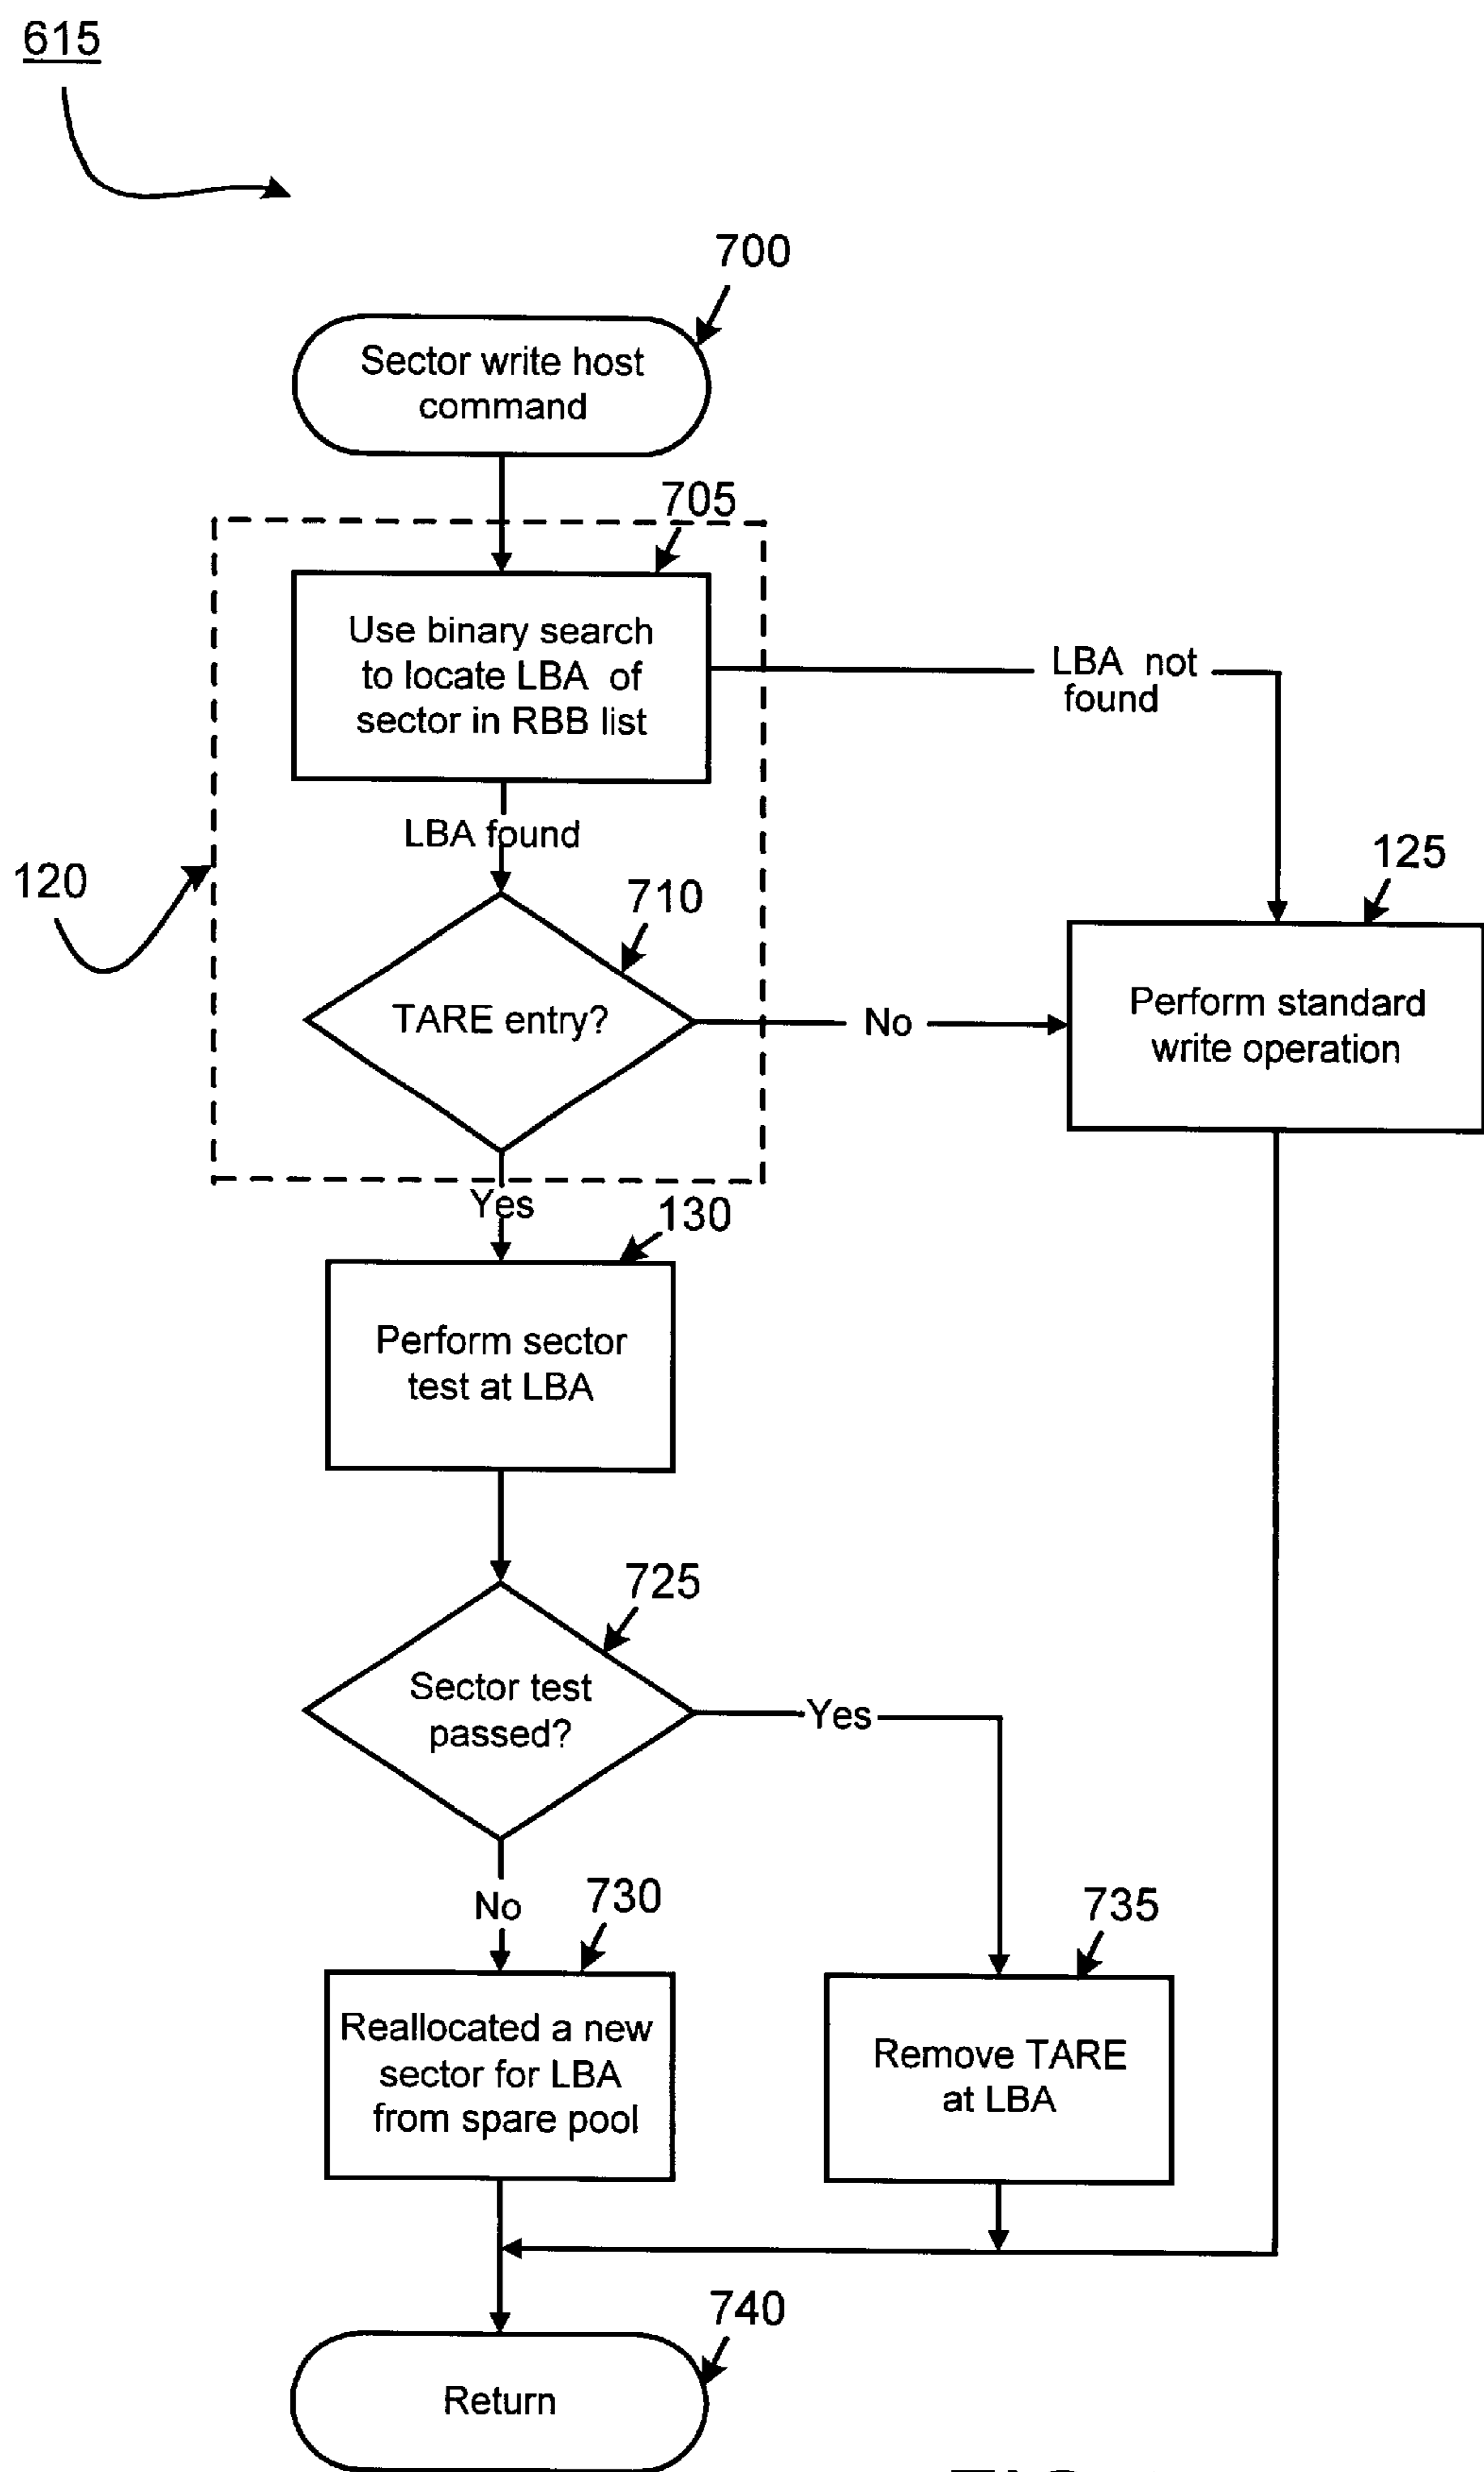 615
700
Sector write host
command
705
Use binary search
to locate LBA of
sector in RBB list
LBA not
found
LBA found
120
710
125
TARE entry?
No
Perform standard
write operation
Yes
130
Perform sector
test at LBA
725
Sector test
passed?
Yes
No
730
735
Reallocated a new
sector for LBA
from spare pool
Remove TARE
at LBA
740
Return